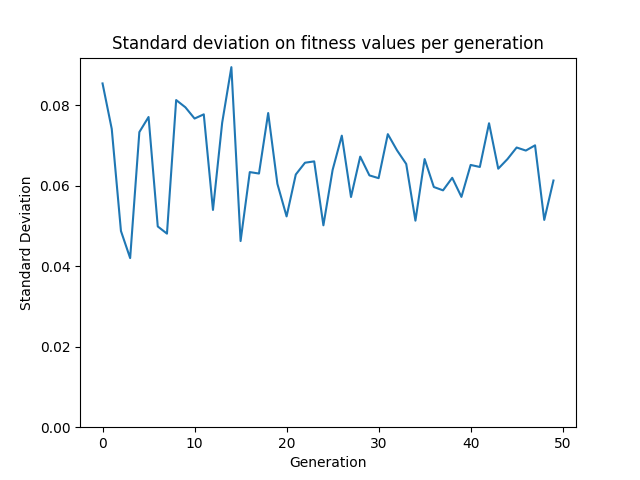 Standard deviation on fitness values per generation
Standard Deviation
0.08
0.06
0.04
0.02
0.00
0 10 20 30 40 50
Generation